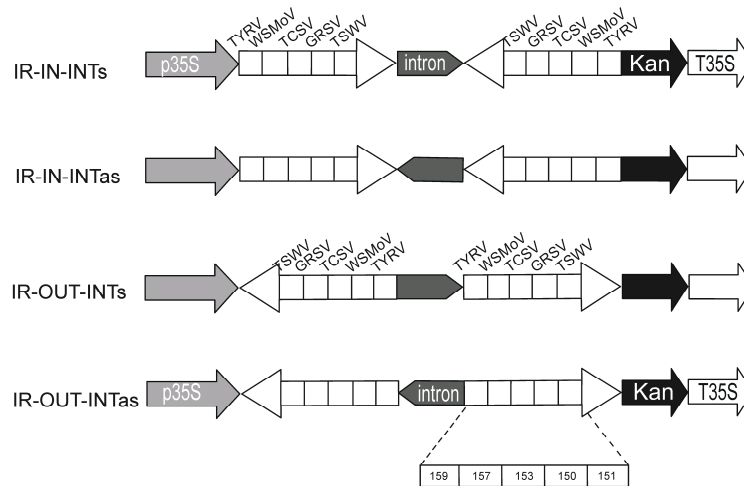 TYRV WSMoV TCSV GRSV TSWV TSWV GRSV TCSV WSMoV TYRV
IR-IN-INTs p35S intron Kan T35S
IR-IN-INTas
TSWV GRSV TCSV WSMoV TYRV TYRV WSMoV TCSV GRSV TSWV
IR-OUT-INTs
IR-OUT-INTas p35S intron Kan T35S
159 157 153 150 151